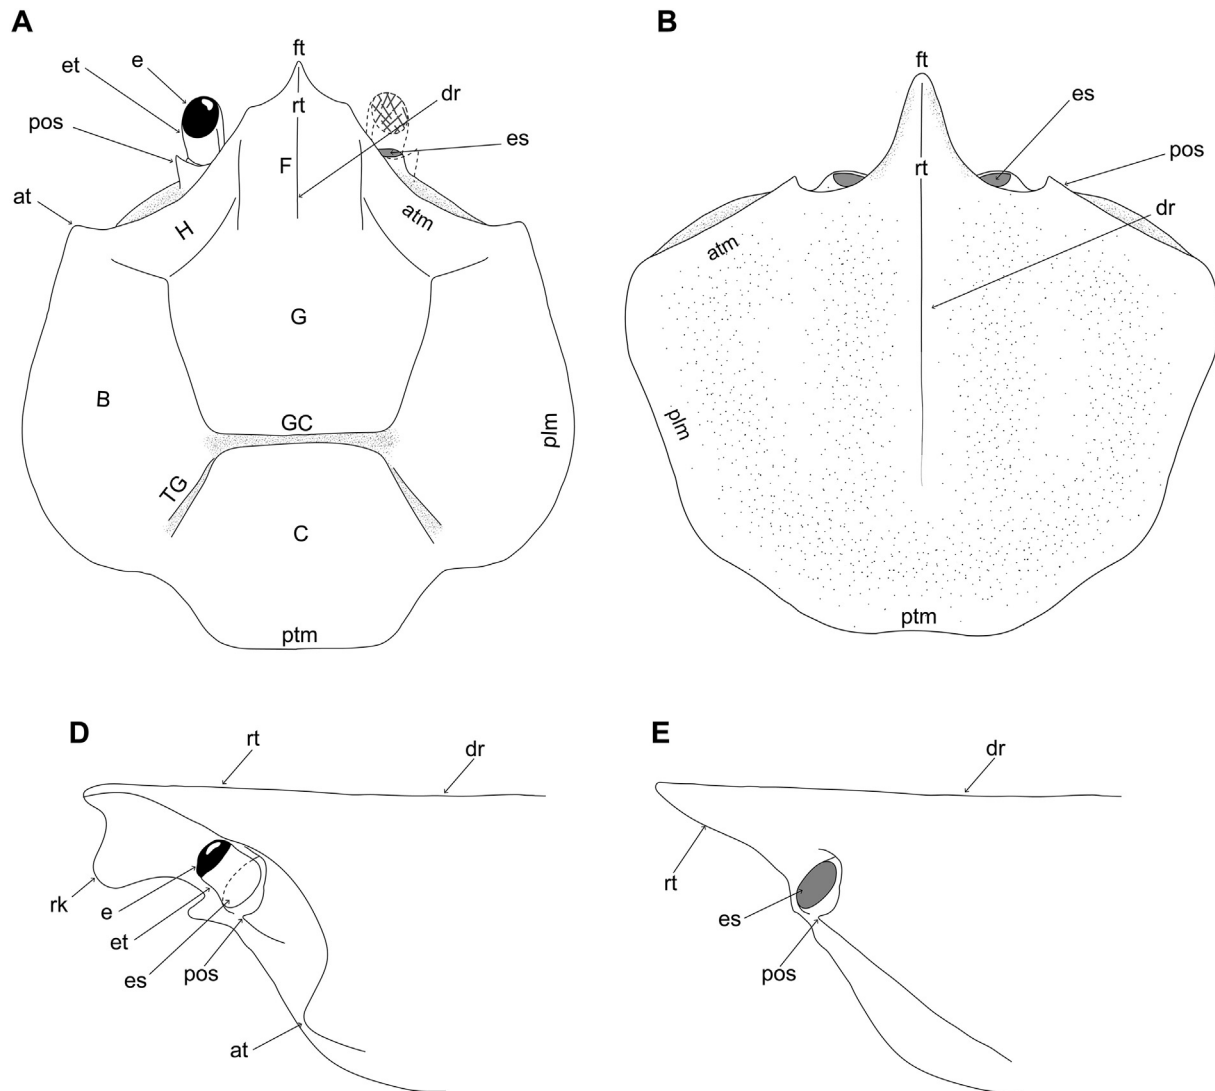 A
B
ft
ft
e
et
rt
dr
es
pos
es
pos
F
rt
at
H
atm
dr
atm
G
B
GC
plm
plm
TG
C
ptm
ptm
D
E
rt
dr
dr
rk
e
rt
et
es
es
pos
pos
at